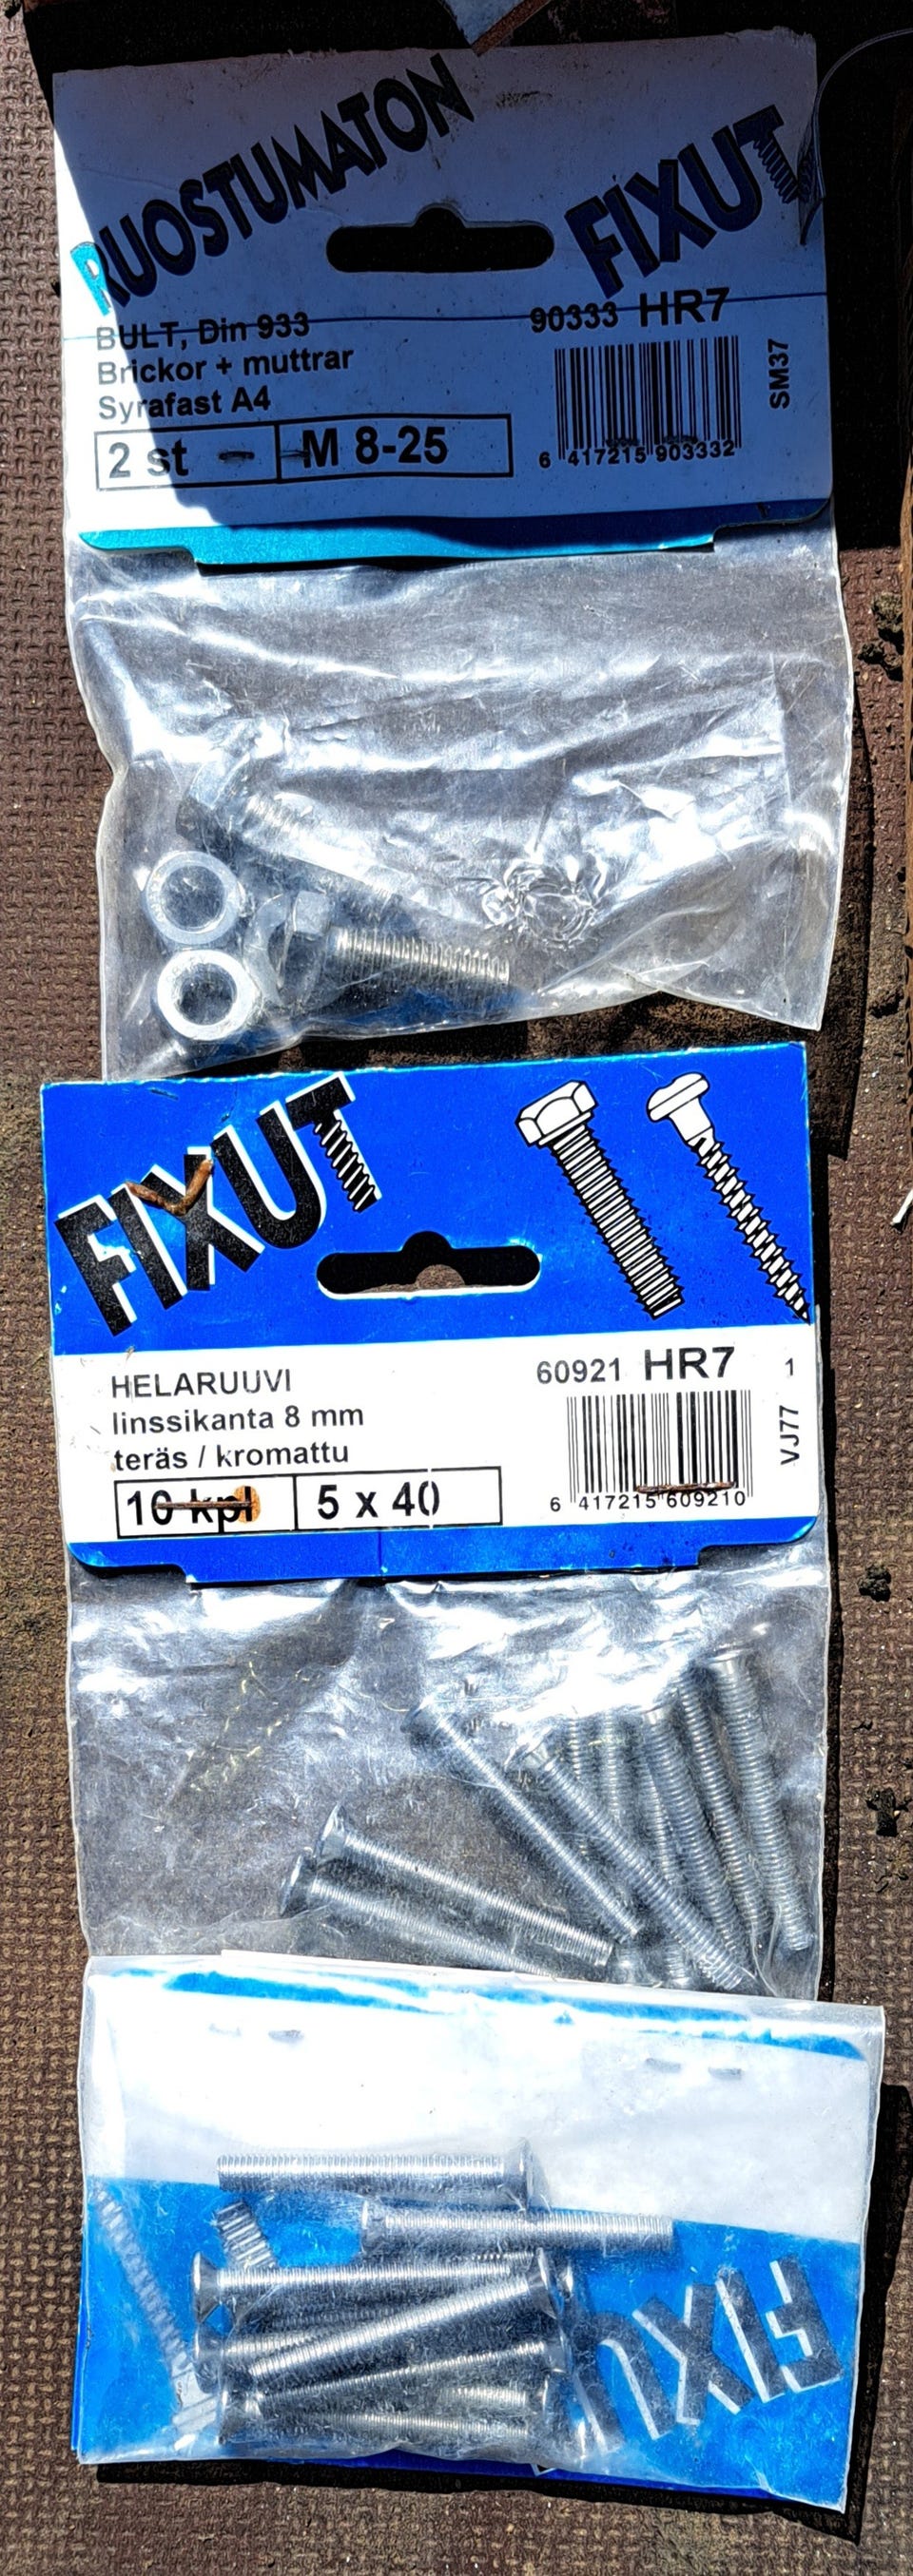 RUOSTUMATON
FIXUT
BULT, Din 933
Brickor + muttrar
Syrafast A4
2 st
M 8-25
90333 HR7
SM37
6 417215 903332
FIXUT
HELARUUVI
linssikanta 8 mm
teräs / kromattu
10 kpl
5 x 40
60921 HR7
1
VJ77
6 417215 609210
FIXU